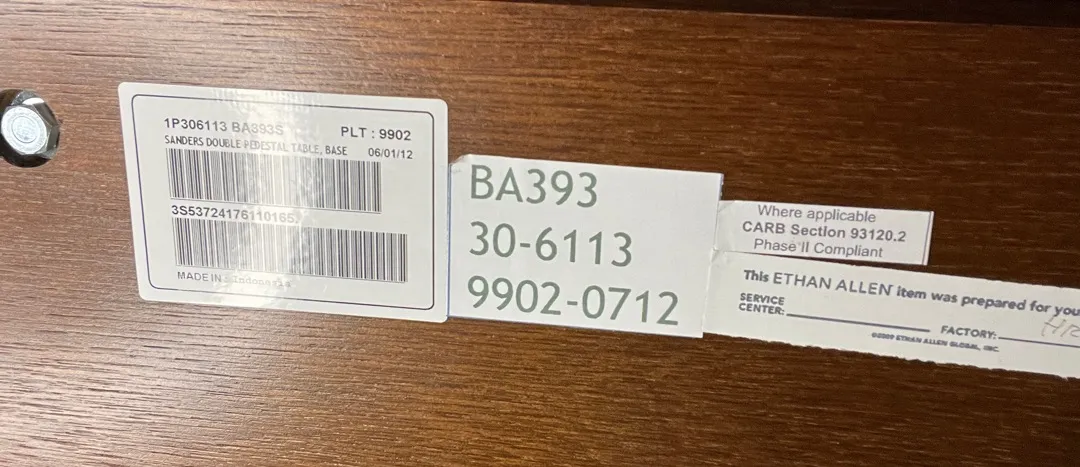 1P306113 BA393S PLT : 9902
SANDERS DOUBLE PEDESTAL TABLE, BASE 06/01/12
3S53724176110165
MADE IN : Indonesia
BA393
30-6113
9902-0712
Where applicable
CARB Section 93120.2
Phase II Compliant
This ETHAN ALLEN item was prepared for you
SERVICE
CENTER:
FACTORY:
©2009 ETHAN ALLEN GLOBAL, INC.